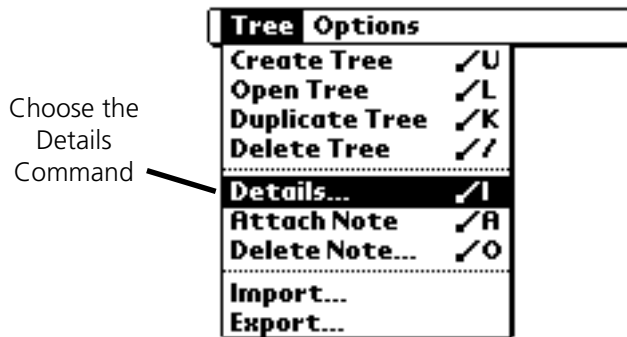 Tree Options
Create Tree ⁄U
Open Tree ⁄L
Duplicate Tree ⁄K
Delete Tree ⁄/
Choose the
Details
Command
Details... ⁄I
Attach Note ⁄A
Delete Note... ⁄O
Import...
Export...